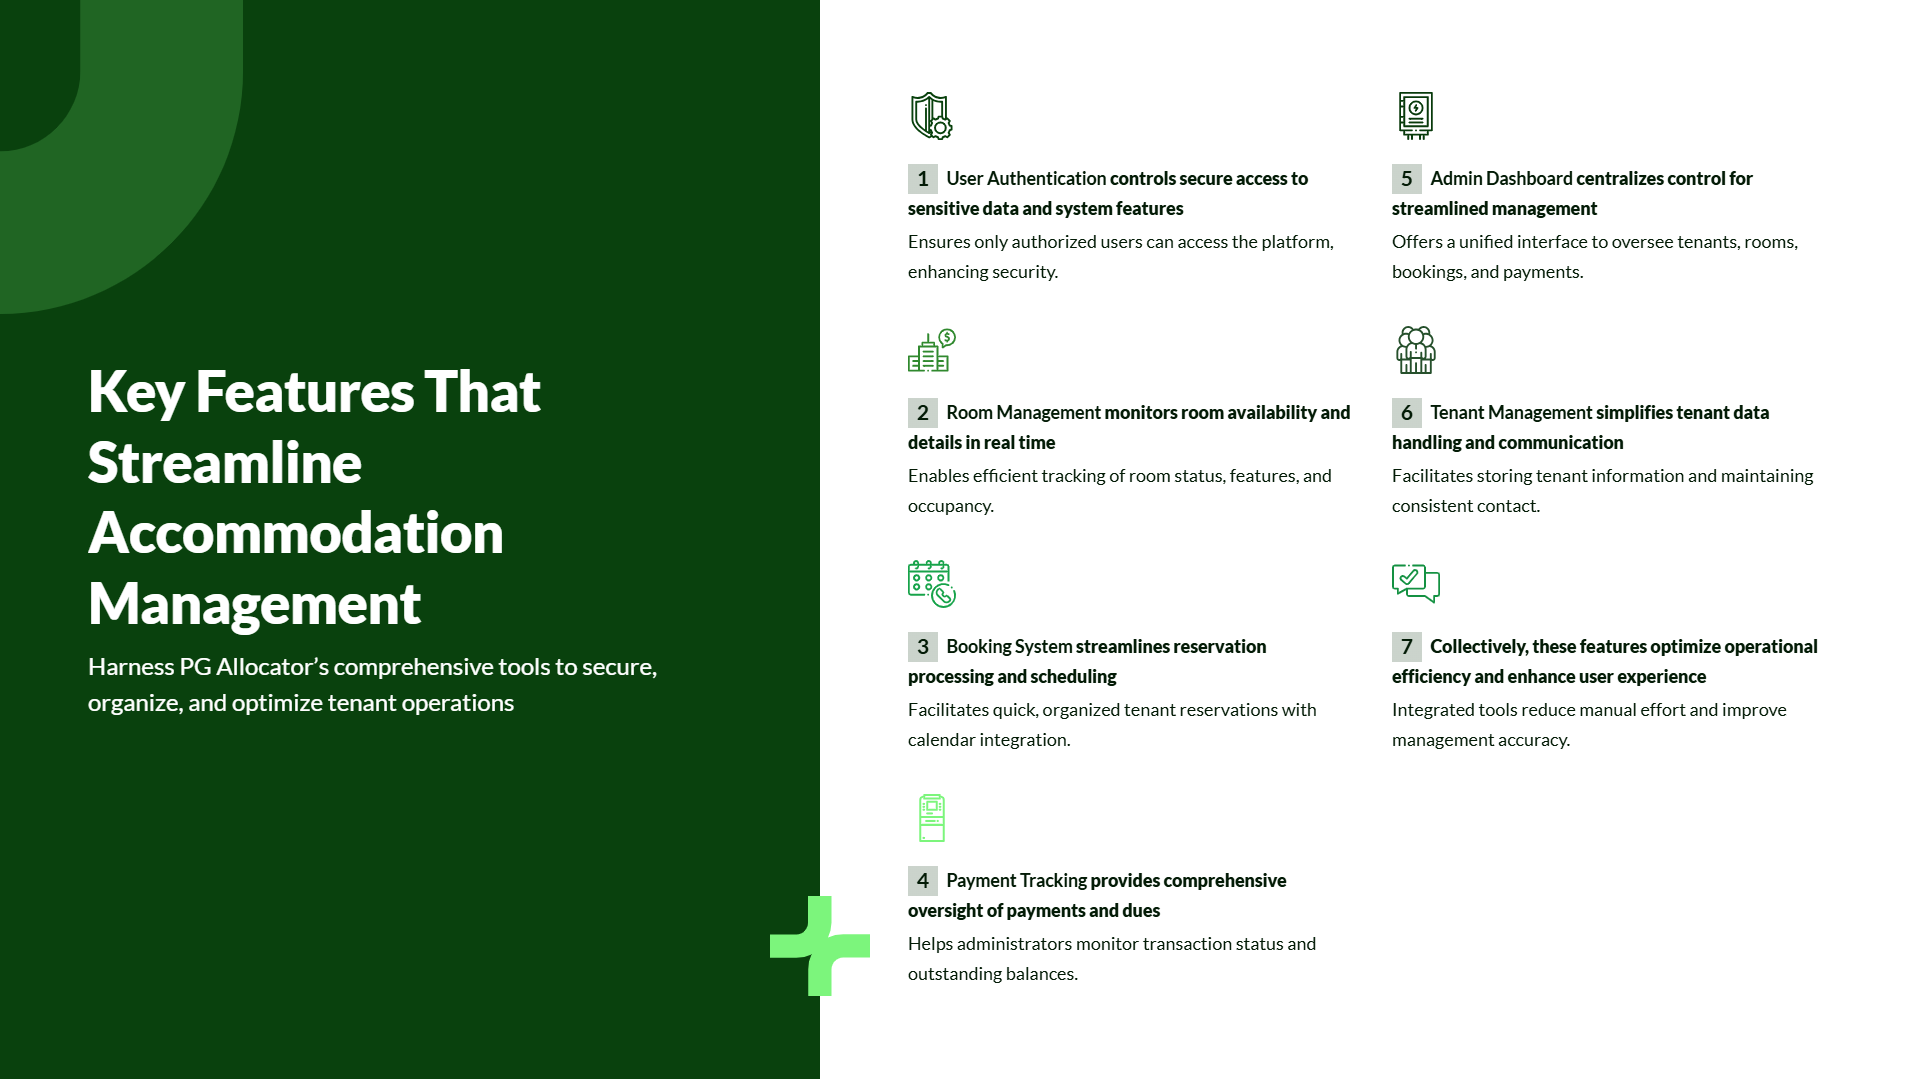 Key Features That
Streamline
Accommodation
Management
Harness PG Allocator’s comprehensive tools to secure,
organize, and optimize tenant operations
1 User Authentication controls secure access to
sensitive data and system features
Ensures only authorized users can access the platform,
enhancing security.
2 Room Management monitors room availability and
details in real time
Enables efficient tracking of room status, features, and
occupancy.
3 Booking System streamlines reservation
processing and scheduling
Facilitates quick, organized tenant reservations with
calendar integration.
4 Payment Tracking provides comprehensive
oversight of payments and dues
Helps administrators monitor transaction status and
outstanding balances.
5 Admin Dashboard centralizes control for
streamlined management
Offers a unified interface to oversee tenants, rooms,
bookings, and payments.
6 Tenant Management simplifies tenant data
handling and communication
Facilitates storing tenant information and maintaining
consistent contact.
7 Collectively, these features optimize operational
efficiency and enhance user experience
Integrated tools reduce manual effort and improve
management accuracy.